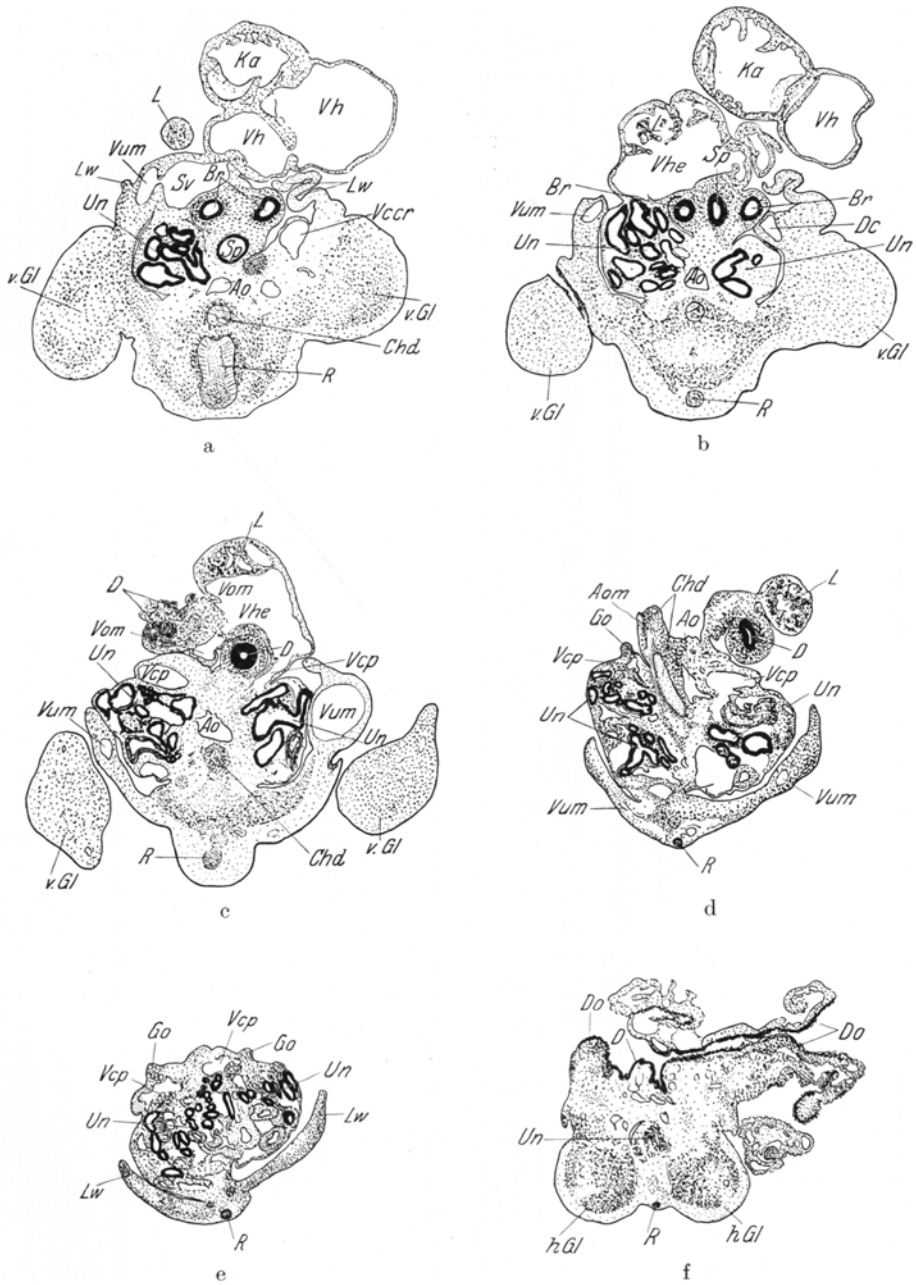 Ka
L
Vh
Vh
Vum
Lw
Sv
Br
Lw
Un
Vccr
Sp
v.Gl
Ao
v.Gl
Chd
R
a
Ka
Vh
Vhe
Sp
Br
Br
Vum
Dc
Un
Un
Ao
v.Gl
v.Gl
R
b
L
D
Vom
Vhe
Vom
D
Un
Vcp
Vcp
Vum
Vum
Ao
Un
R
Chd
v.Gl
v.Gl
c
Aom
Chd
L
Go
Ao
D
Vcp
Vcp
Un
Un
Vum
Vum
R
d
Vcp
Go
Go
Vcp
Un
Un
Lw
Lw
R
e
Do
D
Do
Un
hGl
R
hGl
f